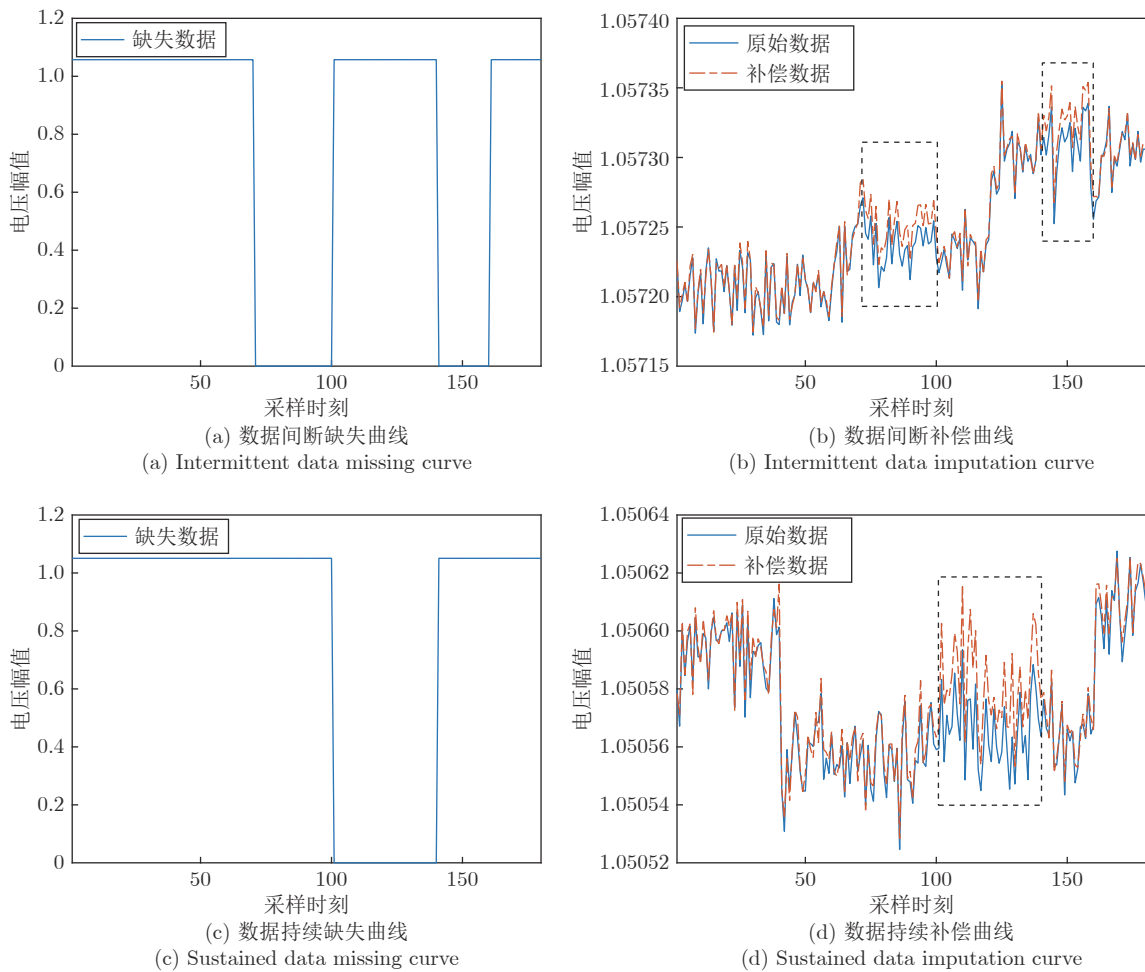 1.2
缺失数据
1.0
0.8
0.6
0.4
0.2
0
电压幅值
50
100
150
采样时刻
(a) 数据间断缺失曲线
(a) Intermittent data missing curve
1.05740
原始数据
补偿数据
1.05735
1.05730
1.05725
1.05720
1.05715
电压幅值
50
100
150
采样时刻
(b) 数据间断补偿曲线
(b) Intermittent data imputation curve
1.2
缺失数据
1.0
0.8
0.6
0.4
0.2
0
电压幅值
50
100
150
采样时刻
(c) 数据持续缺失曲线
(c) Sustained data missing curve
1.05064
原始数据
补偿数据
1.05062
1.05060
1.05058
1.05056
1.05054
1.05052
电压幅值
50
100
150
采样时刻
(d) 数据持续补偿曲线
(d) Sustained data imputation curve